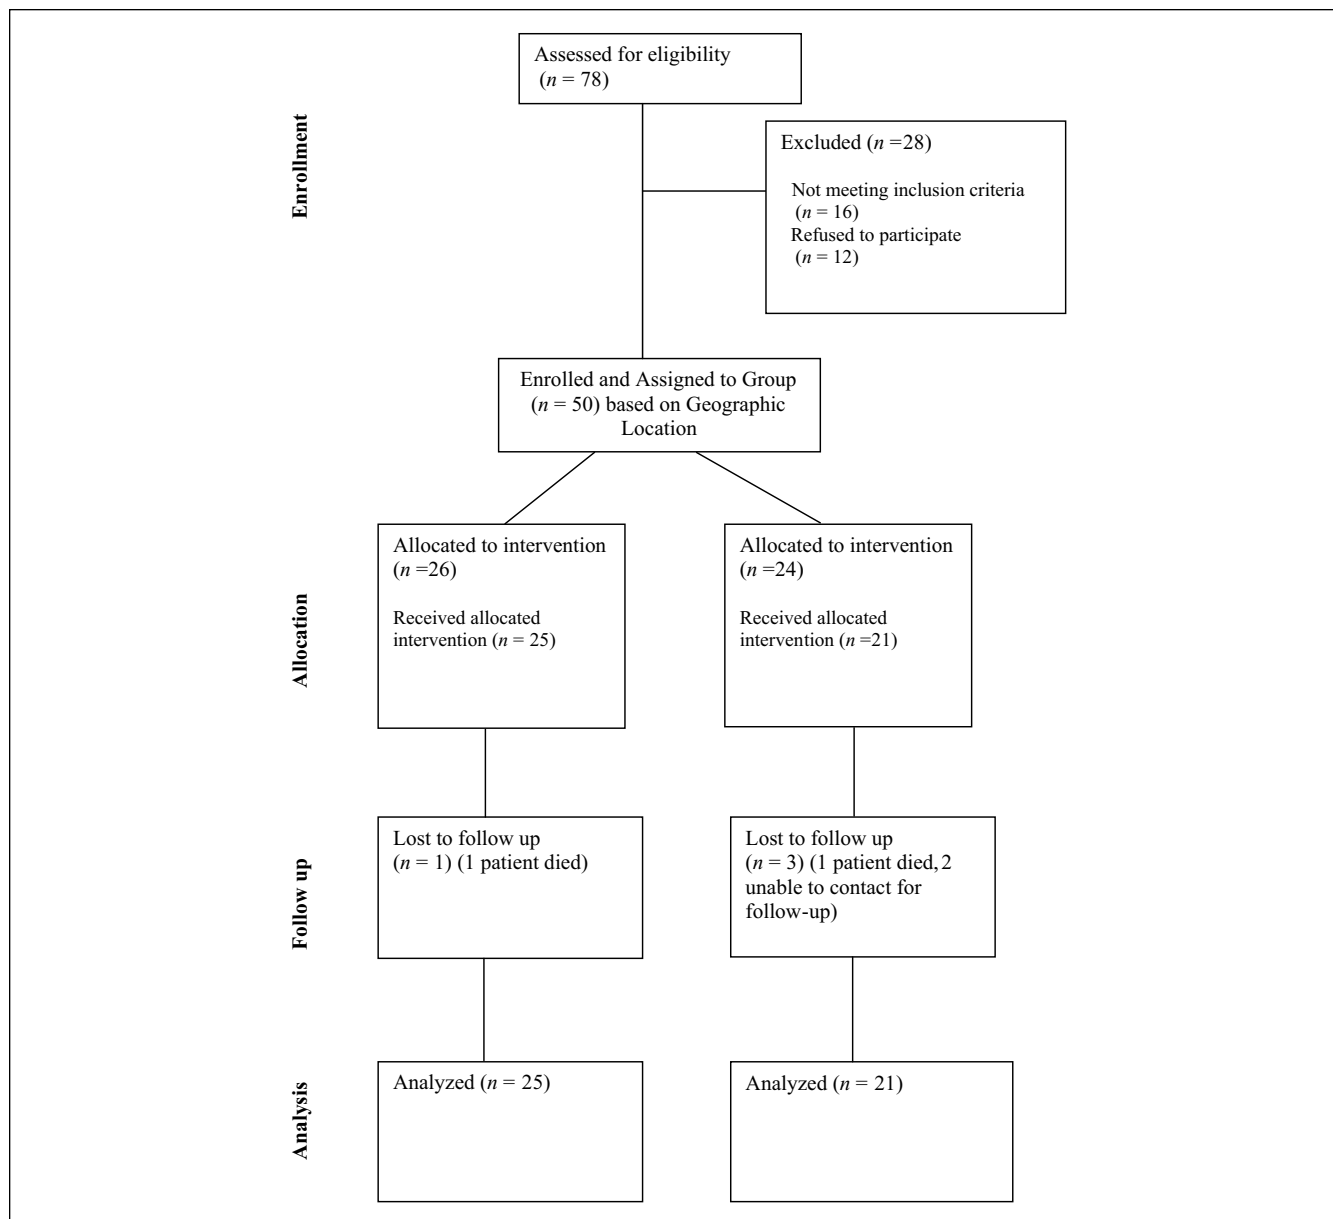 Assessed for eligibility
(n = 78)
Enrollment
Excluded (n =28)
Not meeting inclusion criteria
(n = 16)
Refused to participate
(n = 12)
Enrolled and Assigned to Group
(n = 50) based on Geographic
Location
Allocation
Allocated to intervention
(n =26)
Received allocated
intervention (n = 25)
Allocated to intervention
(n =24)
Received allocated
intervention (n =21)
Follow up
Lost to follow up
(n = 1) (1 patient died)
Lost to follow up
(n = 3) (1 patient died, 2
unable to contact for
follow-up)
Analysis
Analyzed (n = 25)
Analyzed (n = 21)